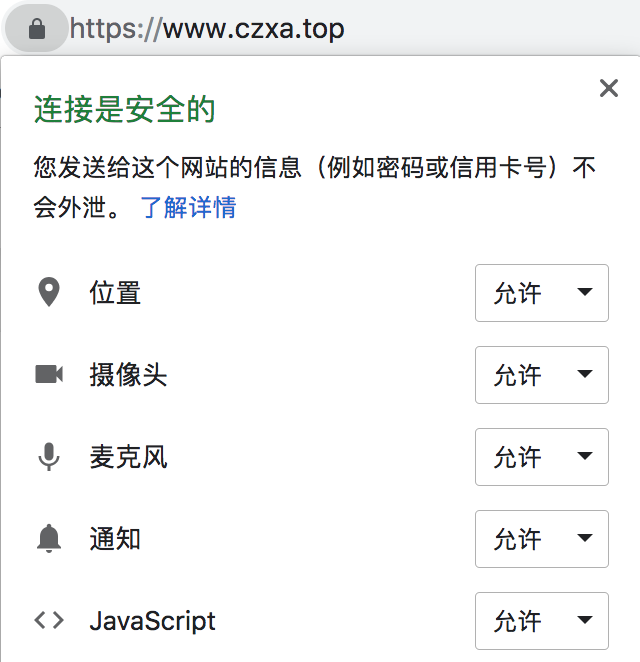 https://www.czxa.top
连接是安全的
您发送给这个网站的信息（例如密码或信用卡号）不
会外泄。 了解详情
位置 允许
摄像头 允许
麦克风 允许
通知 允许
JavaScript 允许